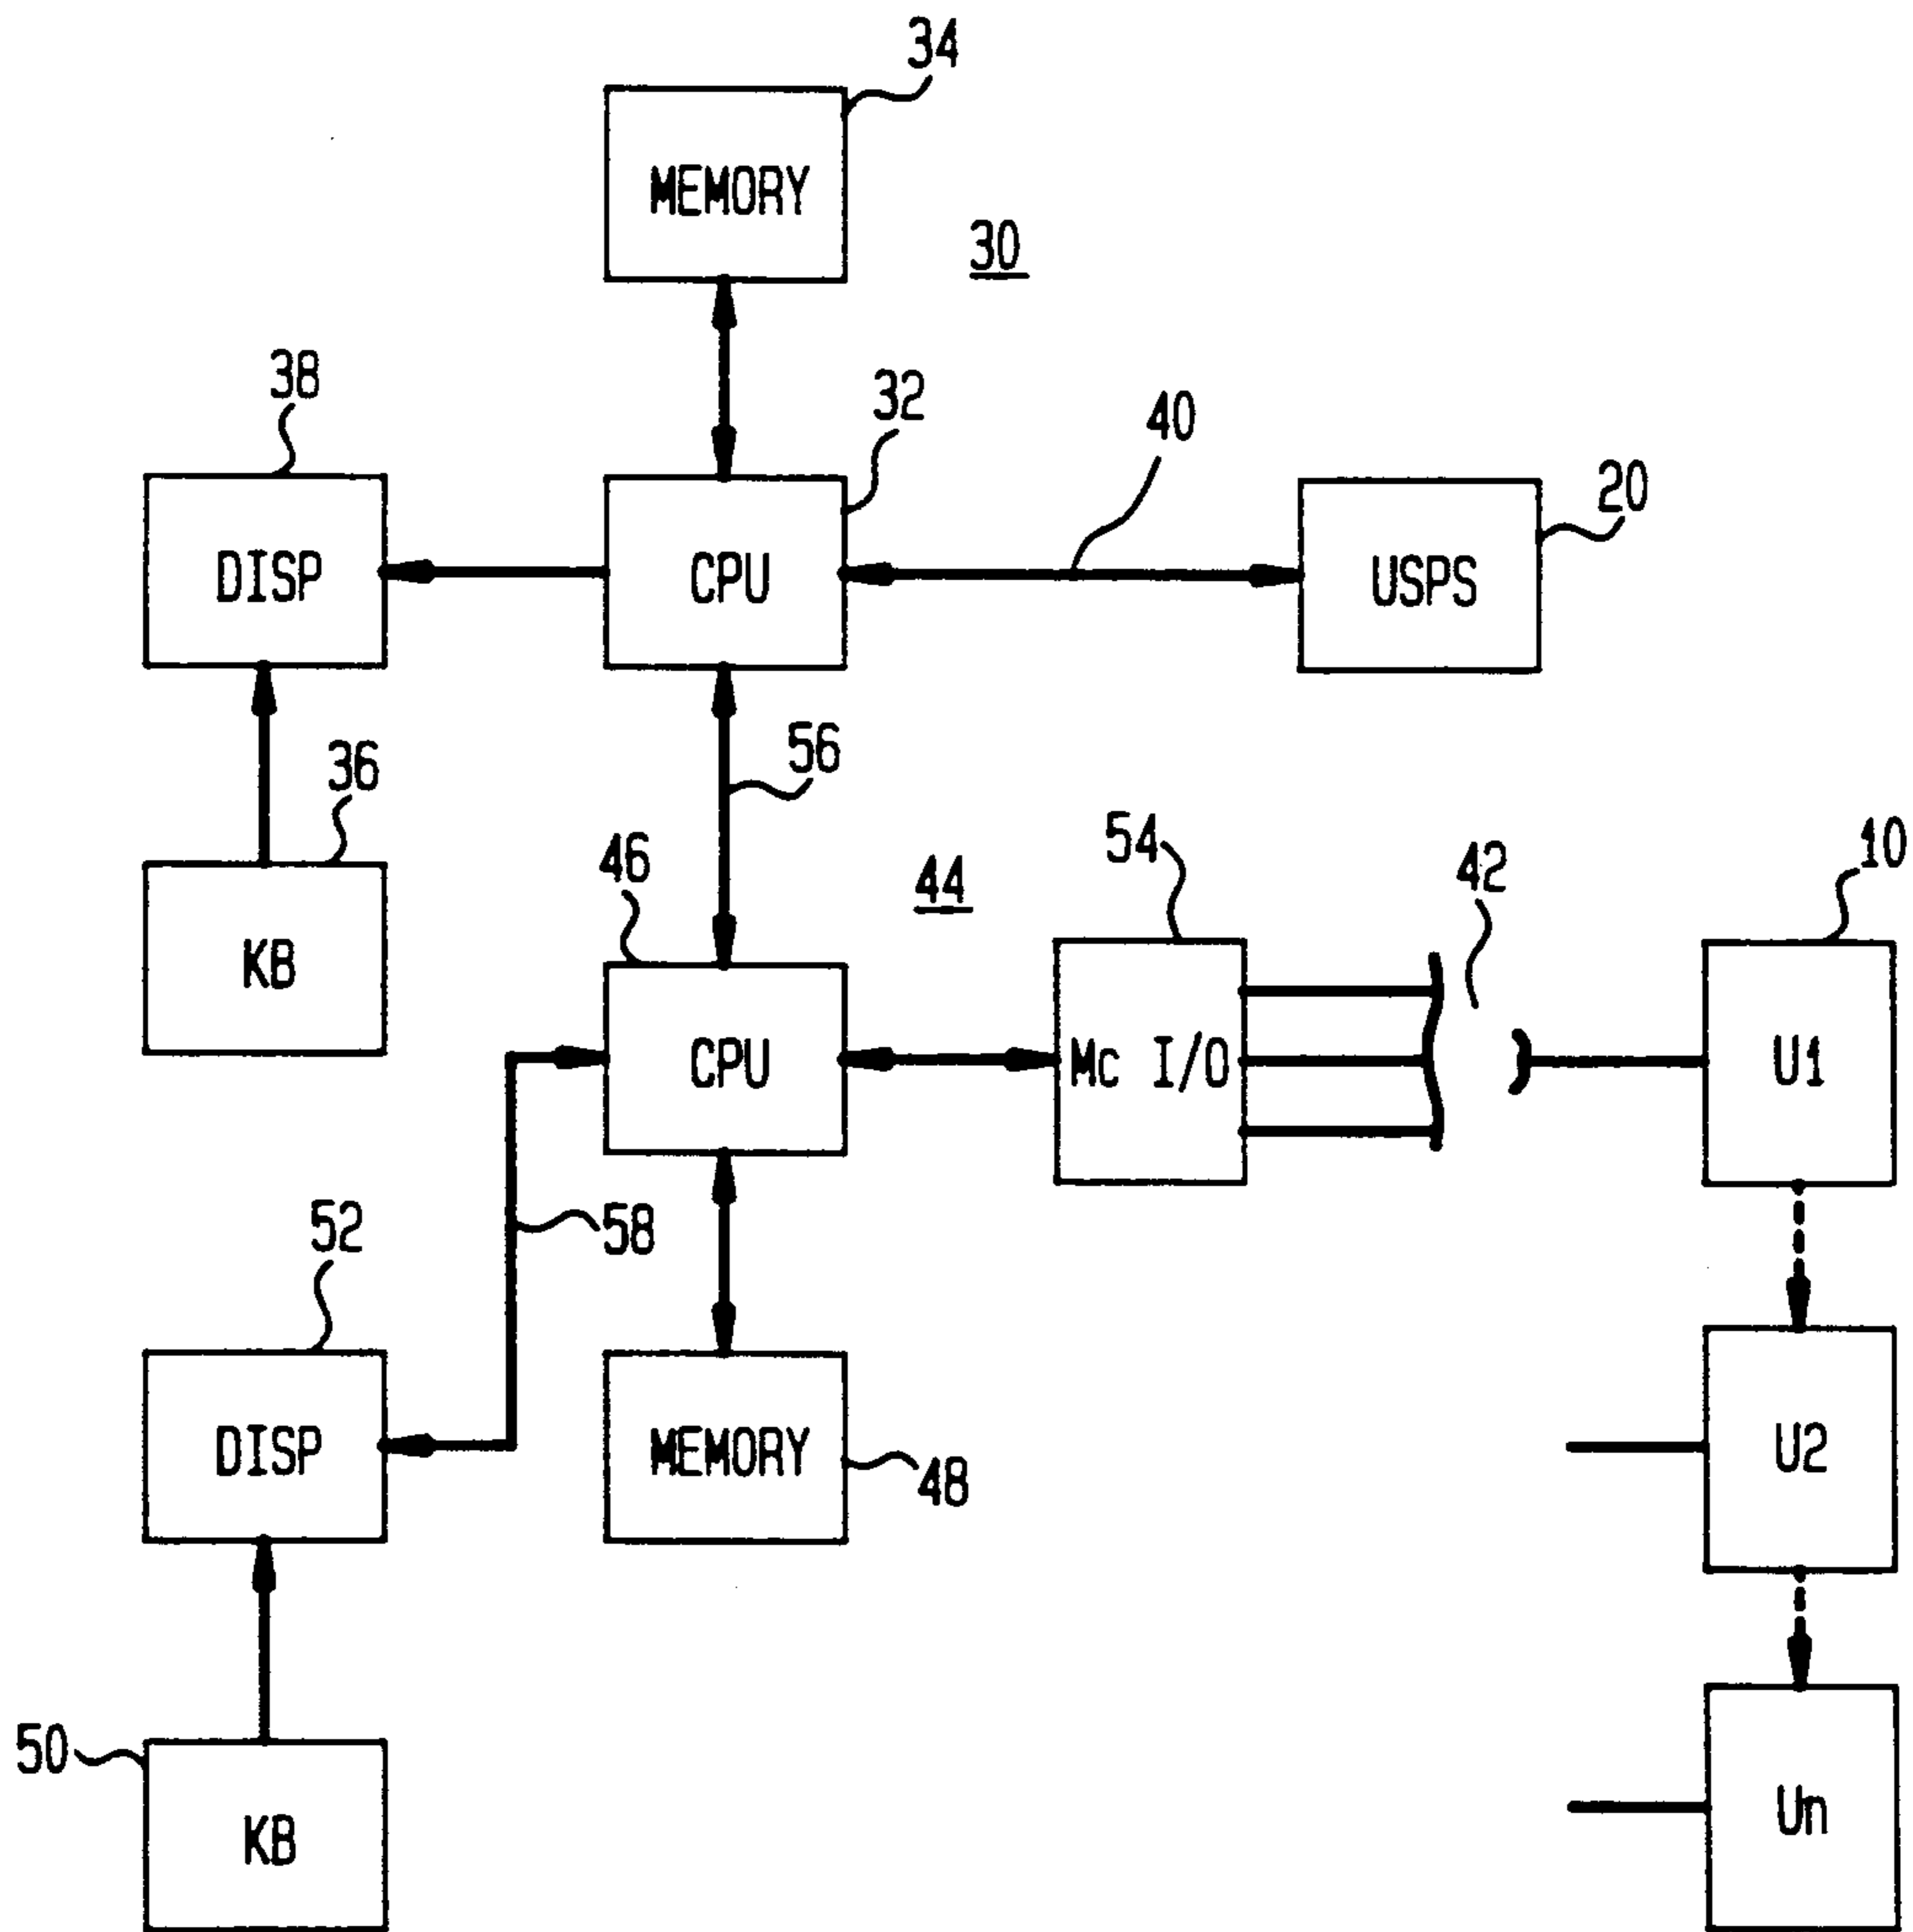 34
MEMORY
30
38
32
40
20
DISP
CPU
USPS
36
56
46
44
54
42
10
KB
CPU
Mc I/O
U1
52
58
DISP
MEMORY
48
U2
50
KB
Un